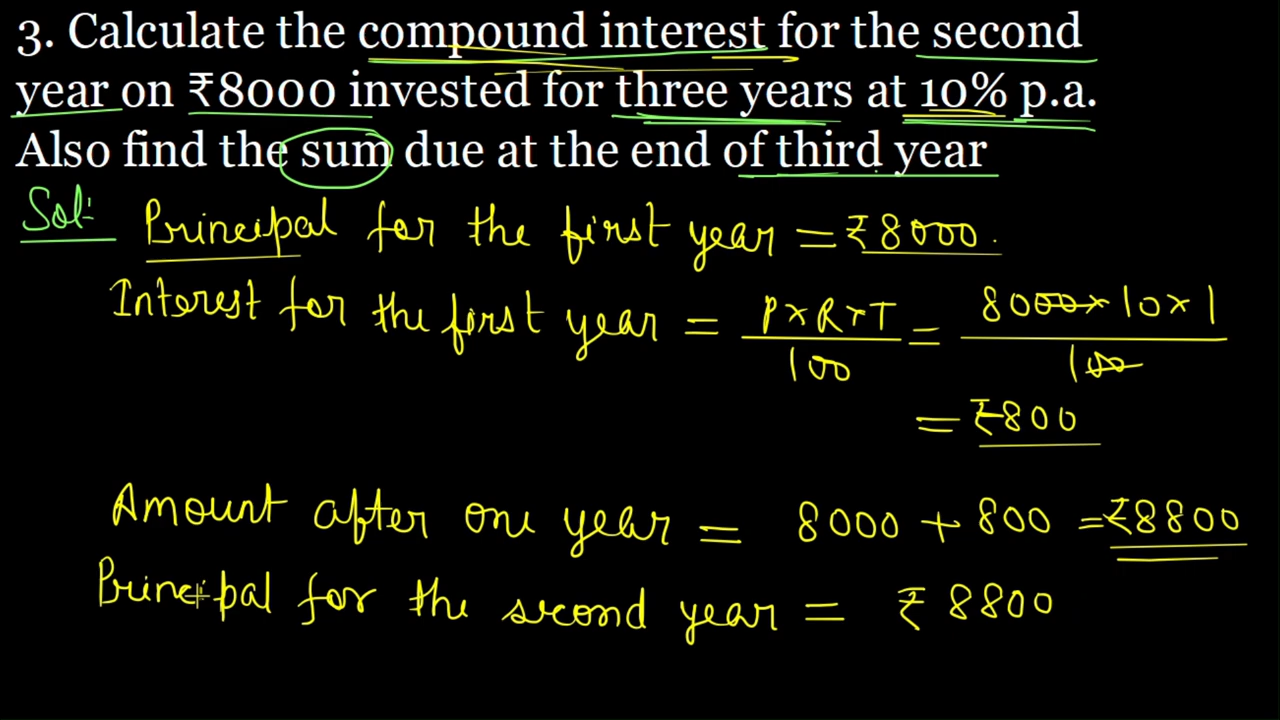 3. Calculate the compound interest for the second
year on ₹8000 invested for three years at 10% p.a.
Also find the sum due at the end of third year
Sol:
Principal for the first year = ₹8000.
Interest for the first year = P×R×T/100 = 8000×10×1/100
= ₹800
Amount after one year = 8000 + 800 = ₹8800
Principal for the second year = ₹8800